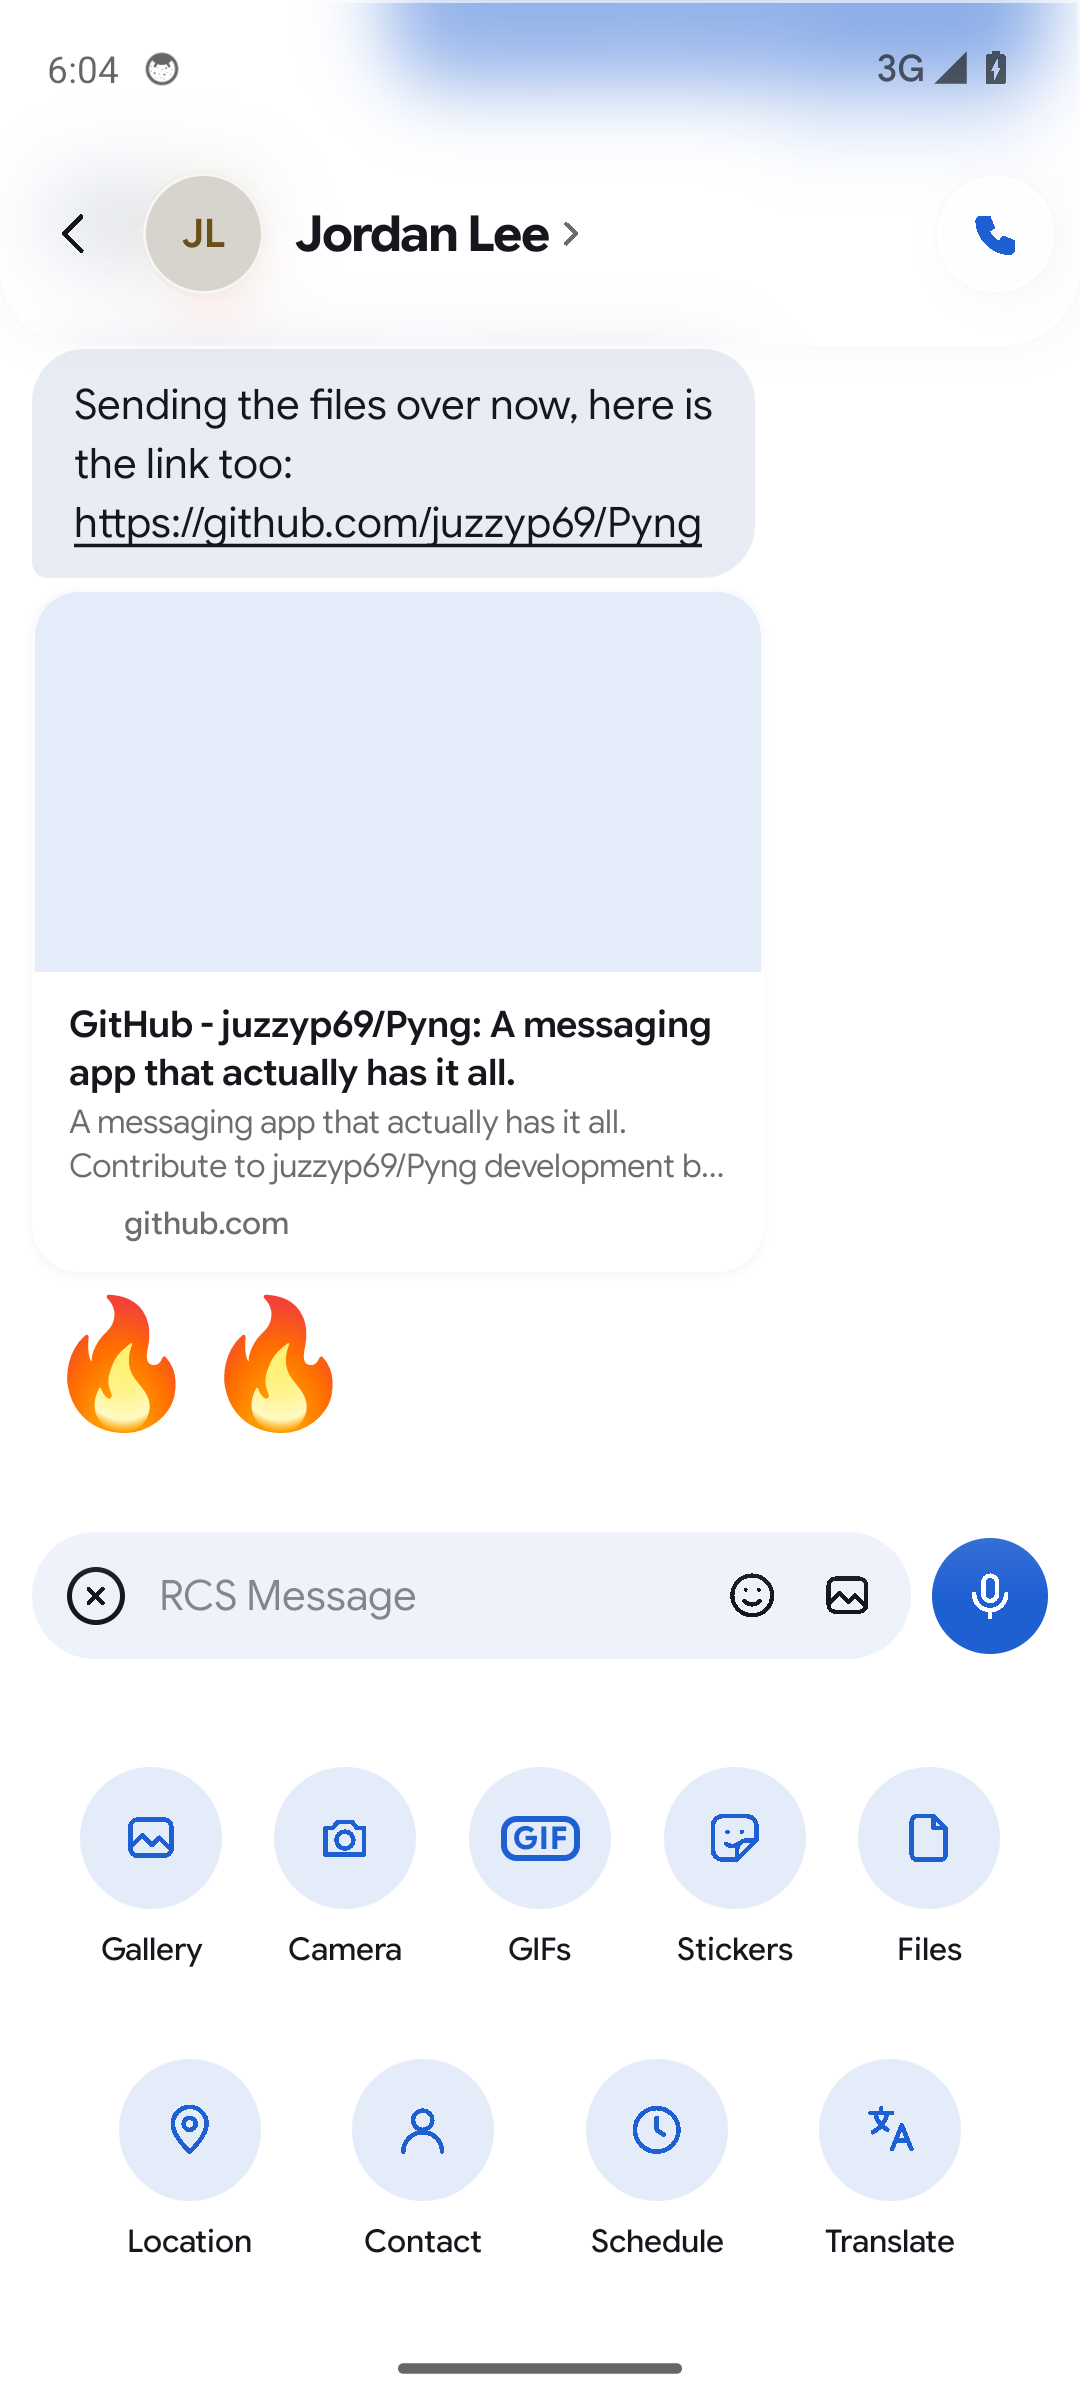 6:04
3G
JL
Jordan Lee
Sending the files over now, here is
the link too:
https://github.com/juzzyp69/Pyng
GitHub - juzzyp69/Pyng: A messaging
app that actually has it all.
A messaging app that actually has it all.
Contribute to juzzyp69/Pyng development b...
github.com
RCS Message
GIF
Gallery
Camera
GIFs
Stickers
Files
Location
Contact
Schedule
Translate